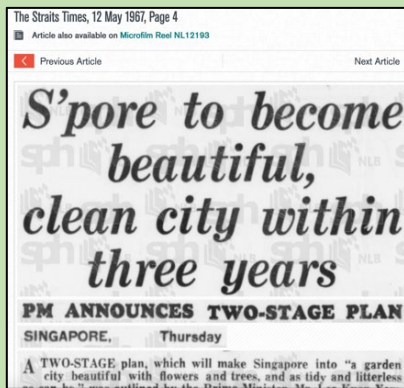 The Straits Times, 12 May 1967, Page 4
Article also available on Microfilm Reel NL12193
Previous Article Next Article
S'pore to become
beautiful,
clean city within
three years
PM ANNOUNCES TWO-STAGE PLAN
SINGAPORE, Thursday
A TWO-STAGE plan, which will make Singapore into "a garden
city beautiful with flowers and trees, and as tidy and litterless